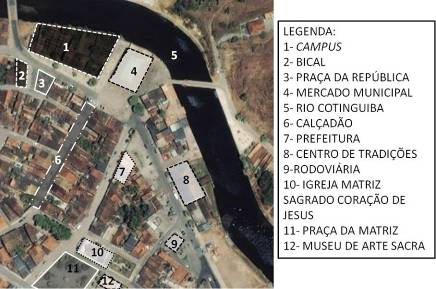 1
2
3
4
5
6
7
8
9
10
11
12
LEGENDA:
1- CAMPUS
2- BICAL
3- PRAÇA DA REPÚBLICA
4- MERCADO MUNICIPAL
5- RIO COTINGUIBA
6- CALÇADÃO
7- PREFEITURA
8- CENTRO DE TRADIÇÕES
9-RODOVIÁRIA
10- IGREJA MATRIZ
SAGRADO CORAÇÃO DE
JESUS
11- PRAÇA DA MATRIZ
12- MUSEU DE ARTE SACRA